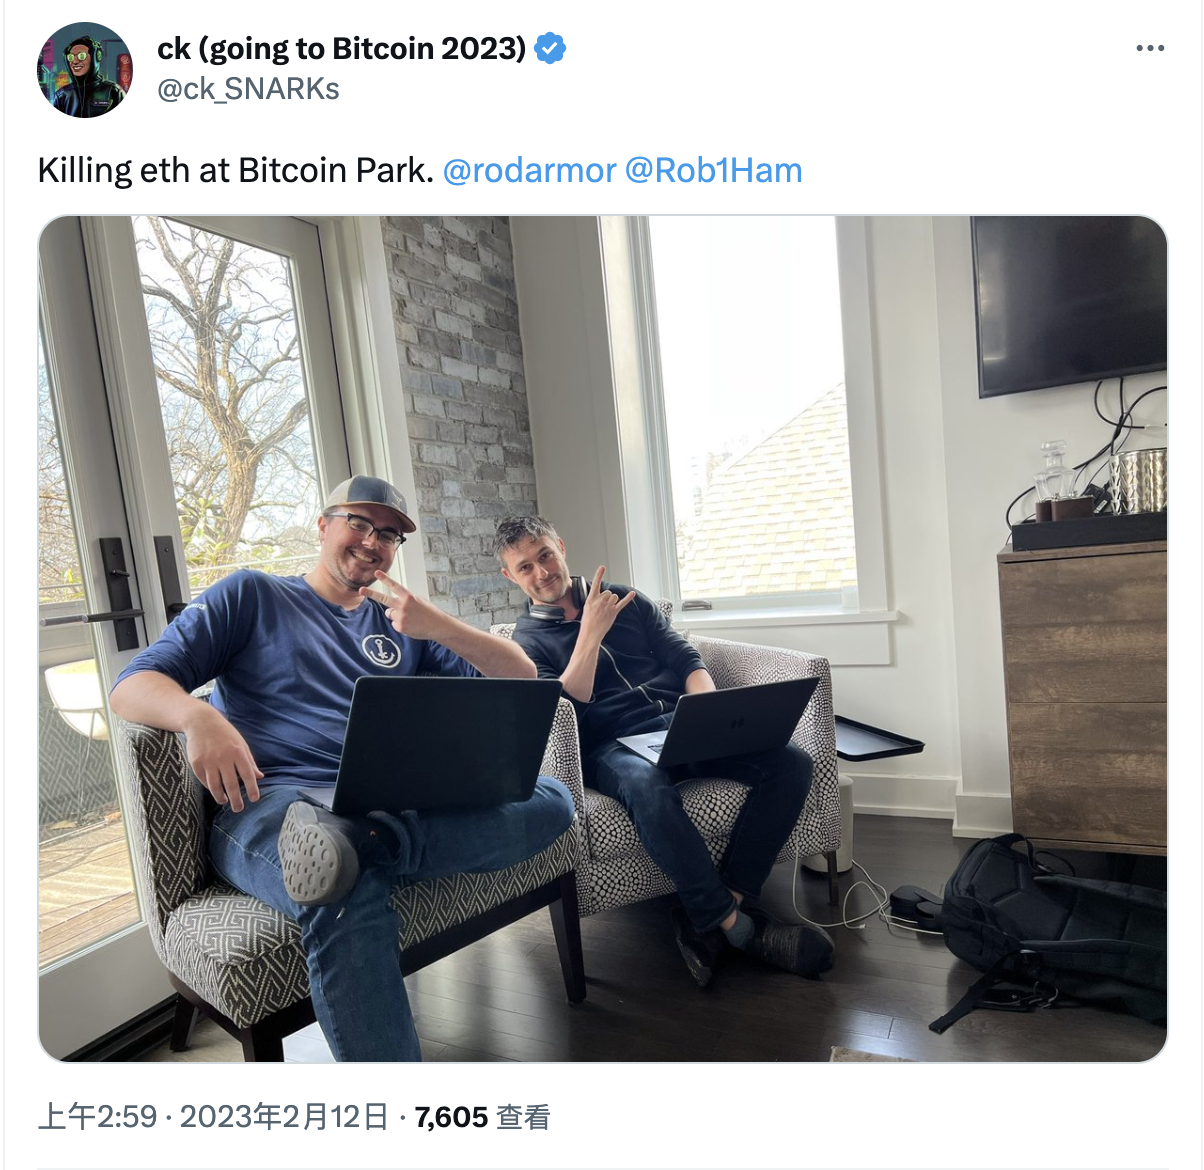 ck (going to Bitcoin 2023)
@ck_SNARKs
Killing eth at Bitcoin Park. @rodarmor @Rob1Ham
上午2:59 · 2023年2月12日 · 7,605 查看